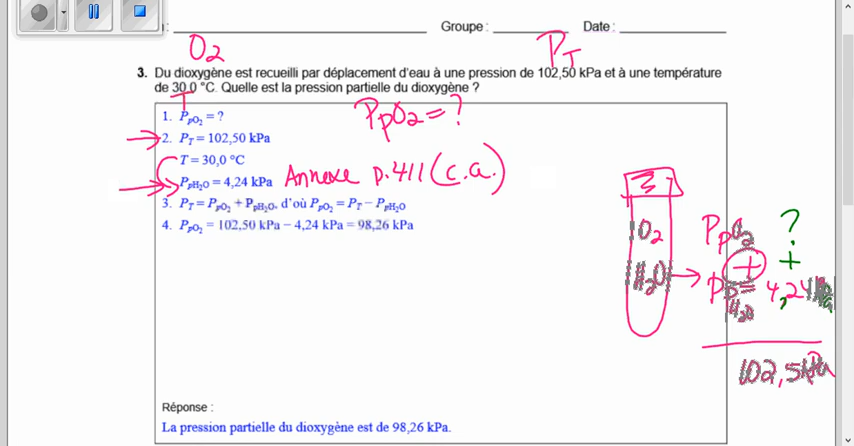 : Groupe : Date :
O2
PT
3. Du dioxygène est recueilli par déplacement d'eau à une pression de 102,50 kPa et à une température
de 30,0 °C. Quelle est la pression partielle du dioxygène ?
T
PpO2 = ?
1. PpO2 = ?
2. PT = 102,50 kPa
T = 30,0 °C
PpH2O = 4,24 kPa Annexe p.411 (c.a.)
3. PT = PpO2 + PpH2O, d'où PpO2 = PT − PpH2O
4. PpO2 = 102,50 kPa − 4,24 kPa = 98,26 kPa
O2 PpO2 ?
+ +
H2O Pp H2O = 4,24 kPa
102,5 kPa
Réponse :
La pression partielle du dioxygène est de 98,26 kPa.